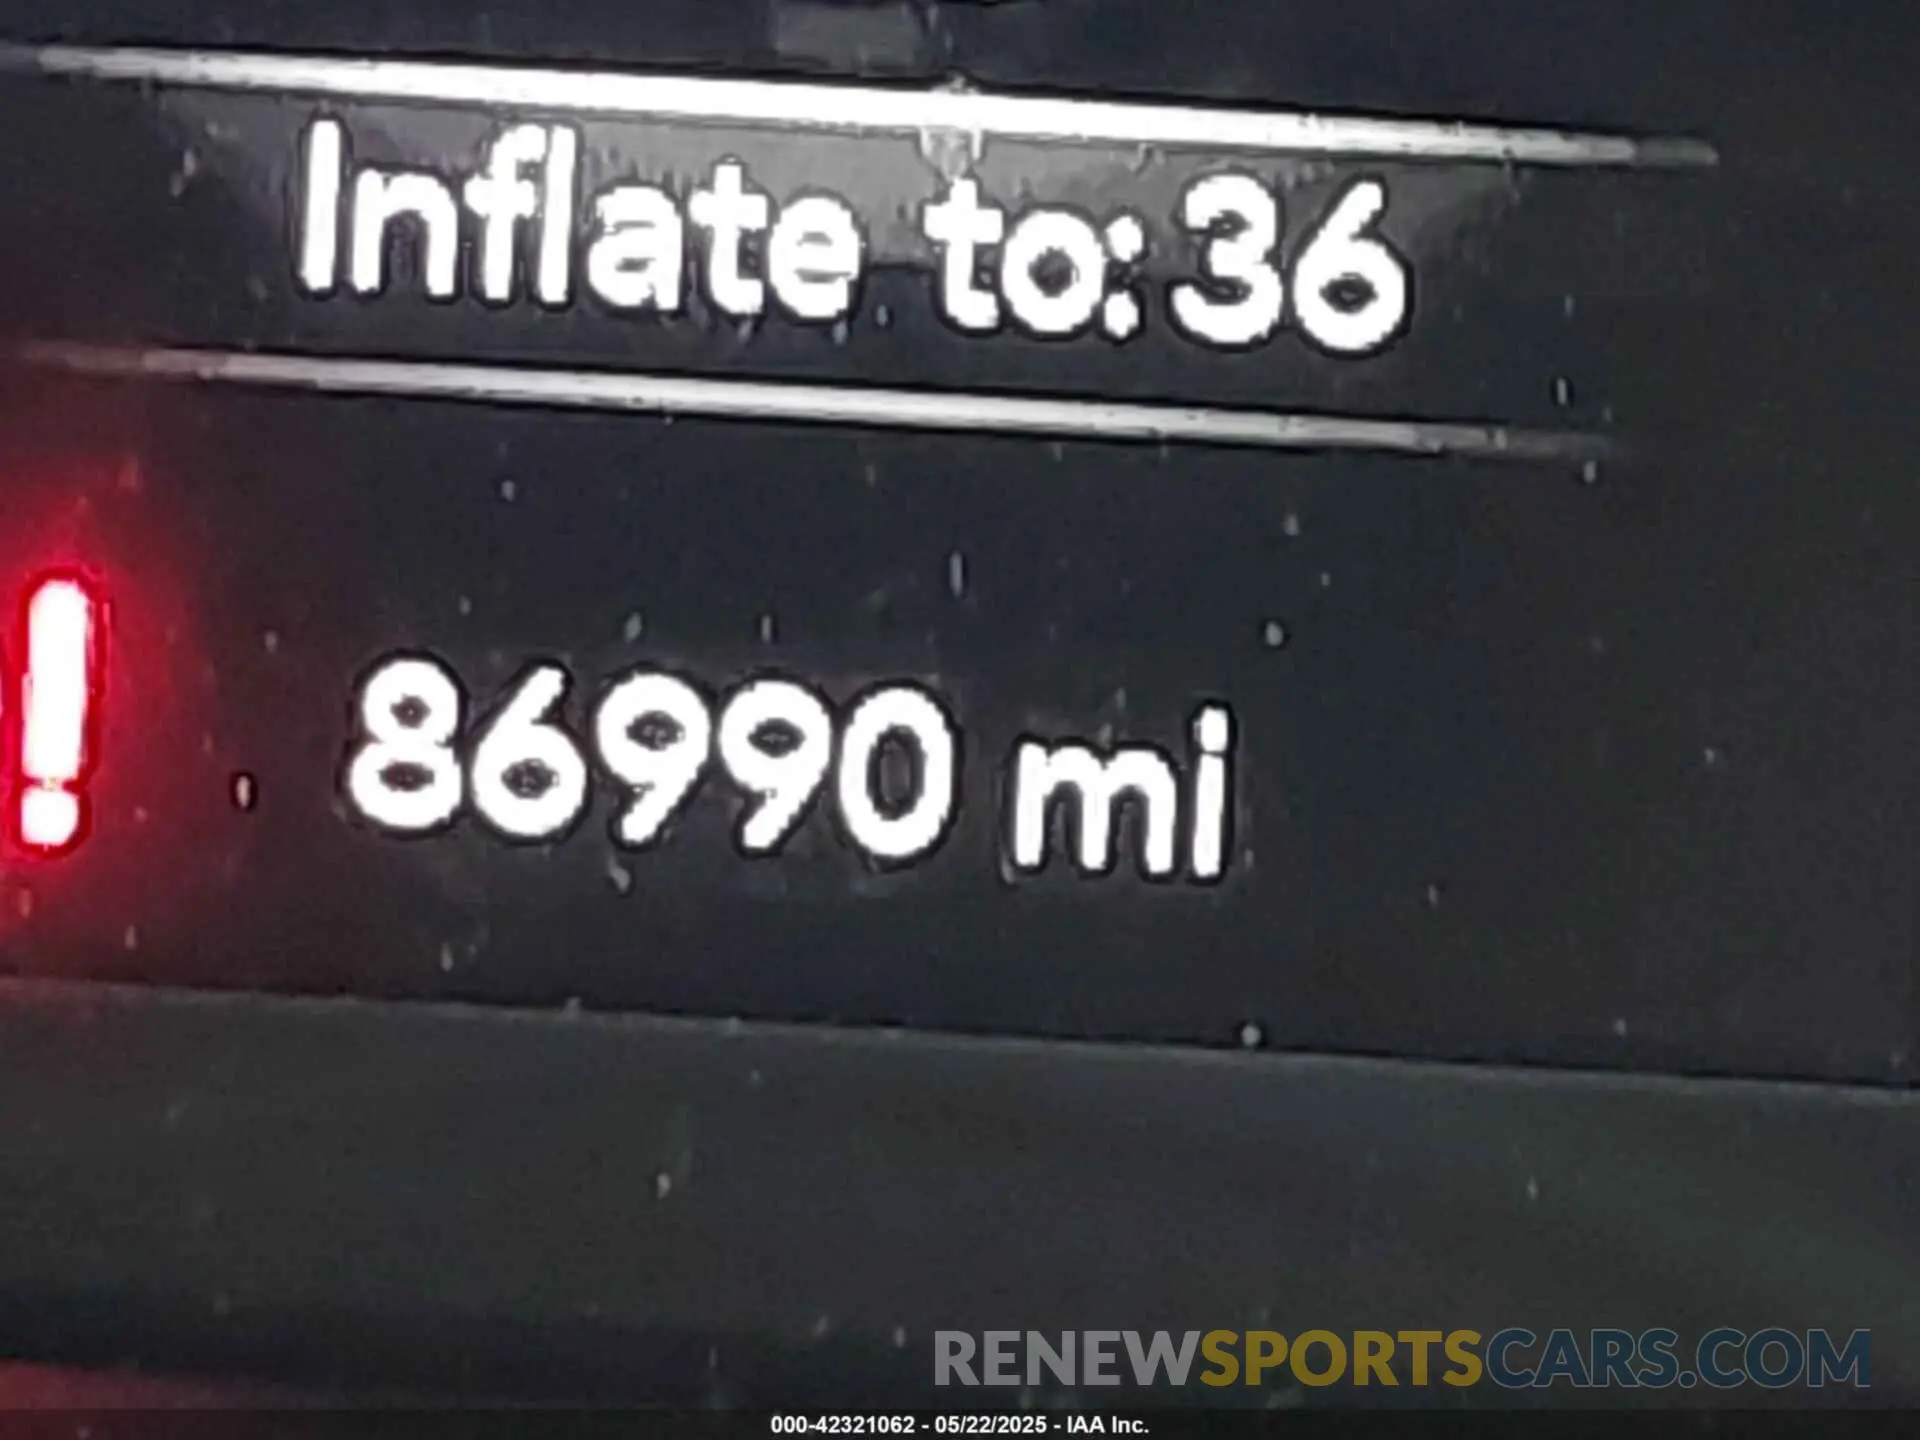 Inflate to: 36
!
86990 mi
RENEWSPORTSCARS.COM
000-42321062 - 05/22/2025 - IAA Inc.